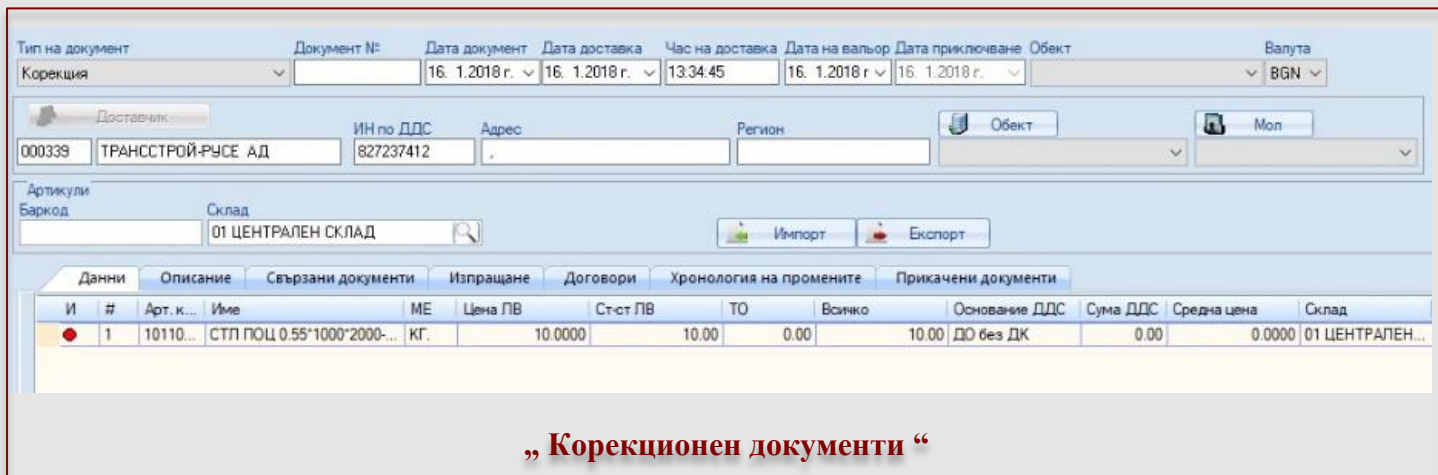 Тип на документ Документ № Дата документ Дата доставка Час на доставка Дата на вальор Дата приключване Обект Валута
Корекция 16. 1.2018 г. 16. 1.2018 г. 13:34:45 16. 1.2018 г 16. 1.2018 г. BGN
Доставчик ИН по ДДС Адрес Регион Обект Мол
000339 ТРАНССТРОЙ-РУСЕ АД 827237412 ,
Артикули
Баркод Склад
01 ЦЕНТРАЛЕН СКЛАД Импорт Експорт
Данни Описание Свързани документи Изпращане Договори Хронология на промените Прикачени документи
И # Арт. к... Име МЕ Цена ЛВ Ст-ст ЛВ ТО Всичко Основание ДДС Сума ДДС Средна цена Склад
1 10110... СТП ПОЦ 0.55*1000*2000-... КГ. 10.0000 10.00 0.00 10.00 ДО без ДК 0.00 0.0000 01 ЦЕНТРАЛЕН...
„ Корекционен документи “